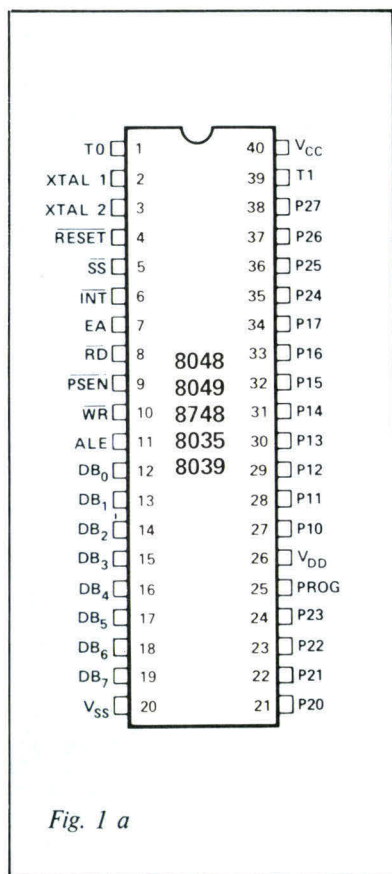 T0 1 40 VCC
XTAL 1 2 39 T1
XTAL 2 3 38 P27
RESET 4 37 P26
SS 5 36 P25
INT 6 35 P24
EA 7 34 P17
RD 8 33 P16
8048
PSEN 9 32 P15
8049
WR 10 31 P14
8748
ALE 11 30 P13
8035
DB0 12 29 P12
8039
DB1 13 28 P11
DB2 14 27 P10
DB3 15 26 VDD
DB4 16 25 PROG
DB5 17 24 P23
DB6 18 23 P22
DB7 19 22 P21
VSS 20 21 P20
Fig. 1 a